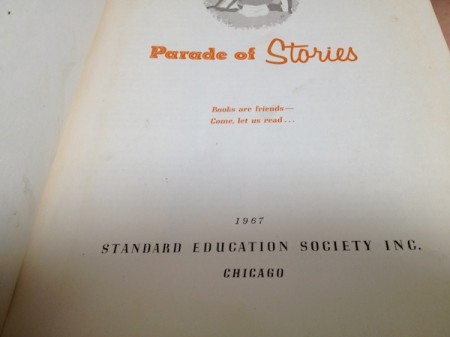 Parade of Stories
Books are friends—
Come, let us read...
1967
STANDARD EDUCATION SOCIETY INC.
CHICAGO